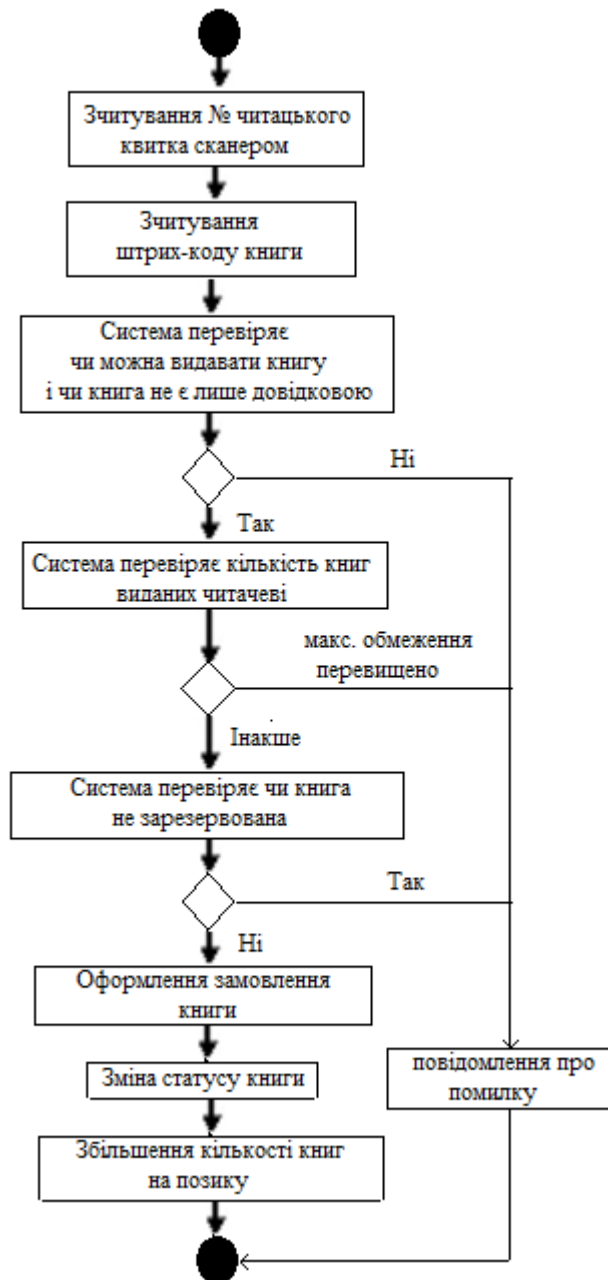 Зчитування № читацького
квитка сканером
Зчитування
штрих-коду книги
Система перевіряє
чи можна видавати книгу
і чи книга не є лише довідковою
Ні
Так
Система перевіряє кількість книг
виданих читачеві
макс. обмеження
перевищено
Інакше
Система перевіряє чи книга
не зарезервована
Так
Ні
Оформлення замовлення
книги
повідомлення про
помилку
Зміна статусу книги
Збільшення кількості книг
на позику